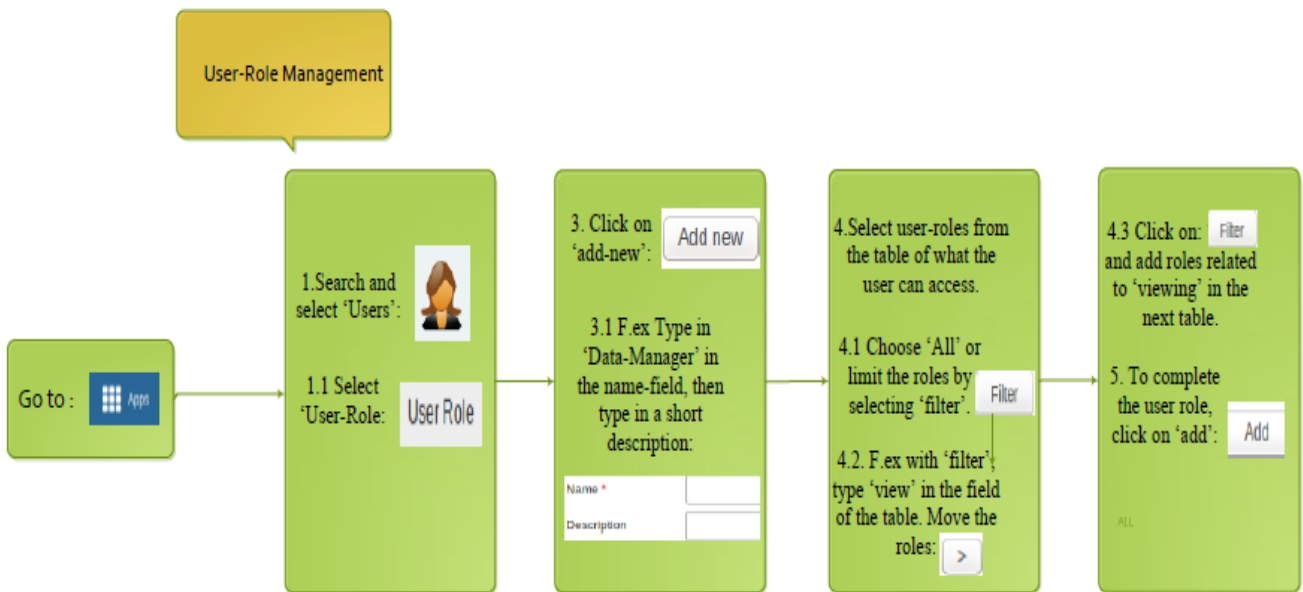 User-Role Management
Go to :
Apps
1.Search and
select ‘Users’:
1.1 Select
‘User-Role:
User Role
3. Click on
‘add-new’:
Add new
3.1 F.ex Type in
‘Data-Manager’ in
the name-field, then
type in a short
description:
Name *
Description
4.Select user-roles from
the table of what the
user can access.
4.1 Choose ‘All’ or
limit the roles by
selecting ‘filter’.
Filter
4.2. F.ex with ‘filter’,
type ‘view’ in the field
of the table. Move the
roles:
>
4.3 Click on:
Filter
and add roles related
to ‘viewing’ in the
next table.
5. To complete
the user role,
click on ‘add’:
Add
ALL